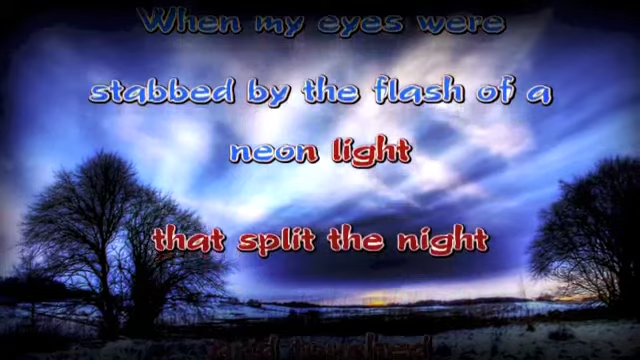 When my eyes were
stabbed by the flash of a
neon light
that split the night